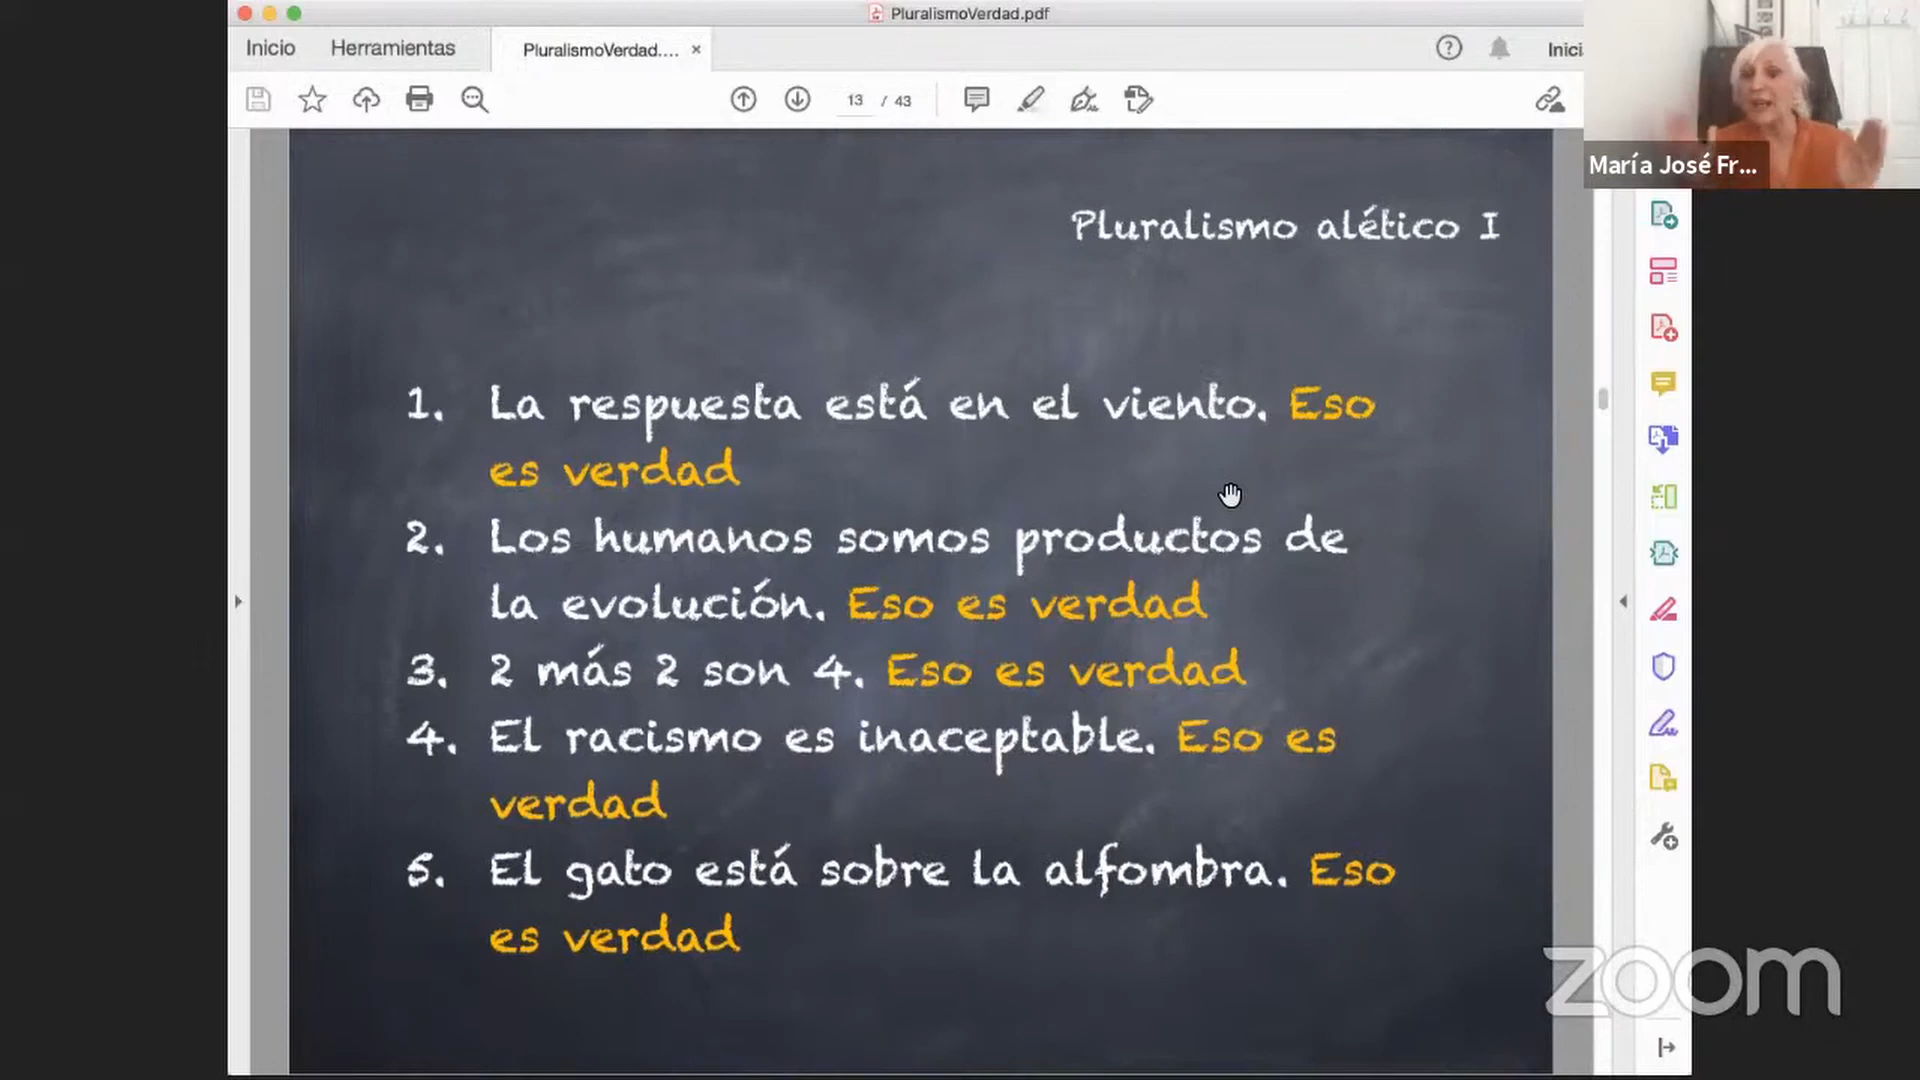 PluralismoVerdad.pdf
Inicio
Herramientas
PluralismoVerdad....
Inici
13 / 43
María José Fr...
Pluralismo alético I
1. La respuesta está en el viento. Eso
es verdad
2. Los humanos somos productos de
la evolución. Eso es verdad
3. 2 más 2 son 4. Eso es verdad
4. El racismo es inaceptable. Eso es
verdad
5. El gato está sobre la alfombra. Eso
es verdad
zoom